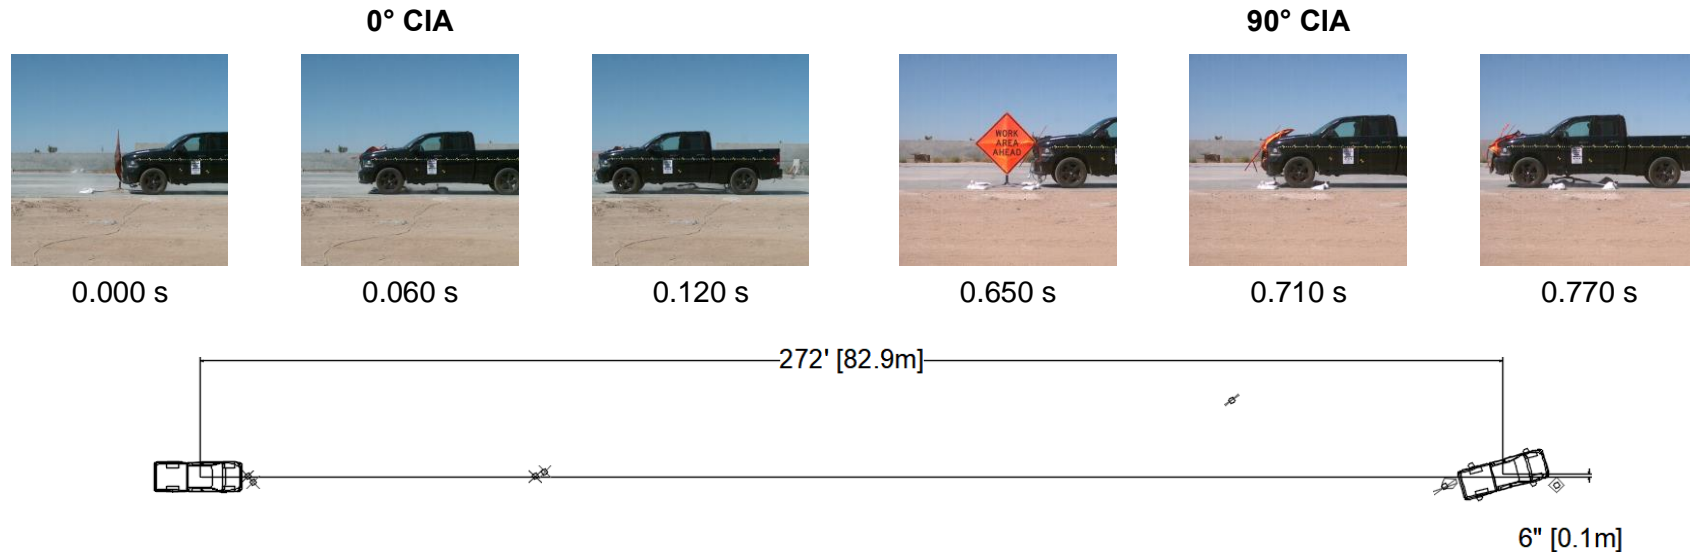 0° CIA
90° CIA
WORK
AREA
AHEAD
0.000 s
0.060 s
0.120 s
0.650 s
0.710 s
0.770 s
272' [82.9m]
6" [0.1m]